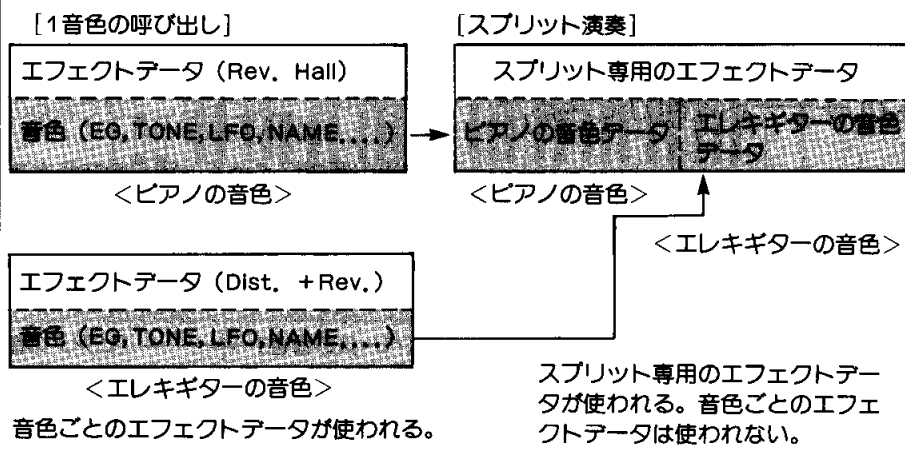 [1音色の呼び出し]
エフェクトデータ (Rev. Hall)
音色 (EG, TONE, LFO, NAME....)
<ピアノの音色>
エフェクトデータ (Dist. +Rev.)
音色 (EG, TONE, LFO, NAME....)
<エレキギターの音色>
音色ごとのエフェクトデータが使われる。
[スプリット演奏]
スプリット専用のエフェクトデータ
ピアノの音色データ
エレキギターの音色
データ
<ピアノの音色>
<エレキギターの音色>
スプリット専用のエフェクトデー
タが使われる。音色ごとのエフェ
クトデータは使われない。